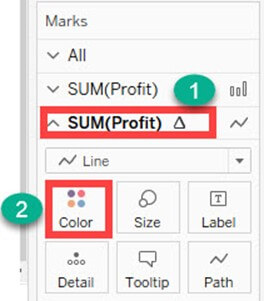 Marks
All
SUM(Profit) 1
SUM(Profit) Δ
Line
2
Color Size Label
Detail Tooltip Path